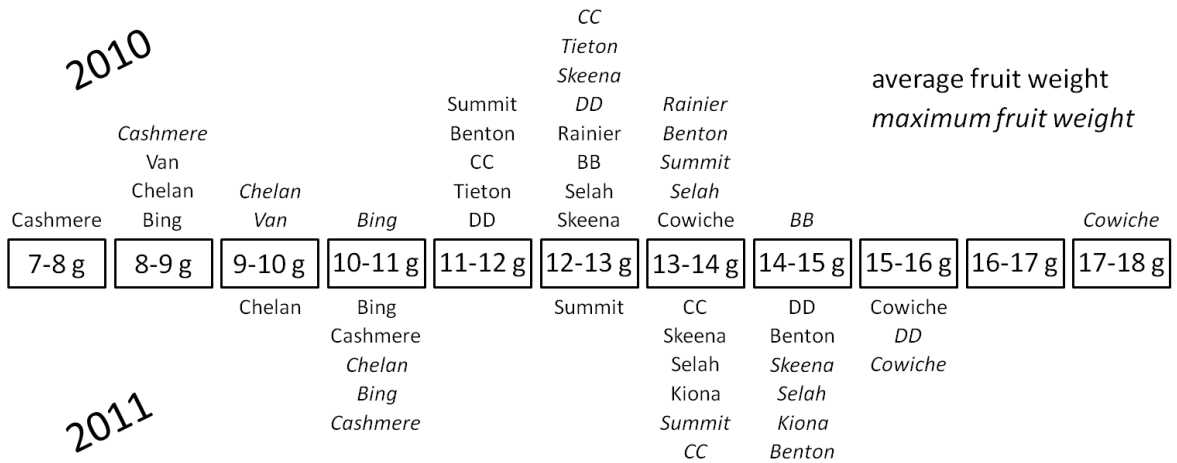 2010
CC
Tieton
Skeena
Summit DD Rainier
Cashmere Benton Rainier Benton
Van CC BB Summit
Chelan Chelan Tieton Selah Selah
Cashmere Bing Van Bing DD Skeena Cowiche BB Cowiche
average fruit weight
maximum fruit weight
7-8 g 8-9 g 9-10 g 10-11 g 11-12 g 12-13 g 13-14 g 14-15 g 15-16 g 16-17 g 17-18 g
Chelan Bing Summit CC DD Cowiche
Cashmere Skeena Benton DD
Chelan Selah Skeena Cowiche
Bing Kiona Selah
Cashmere Summit Kiona
CC Benton
2011